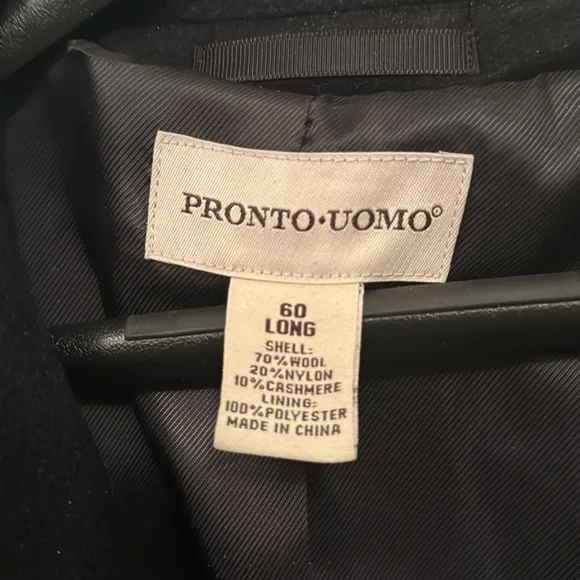 PRONTO•UOMO®
60
LONG
SHELL:
70%WOOL
20%NYLON
10%CASHMERE
LINING:
100%POLYESTER
MADE IN CHINA